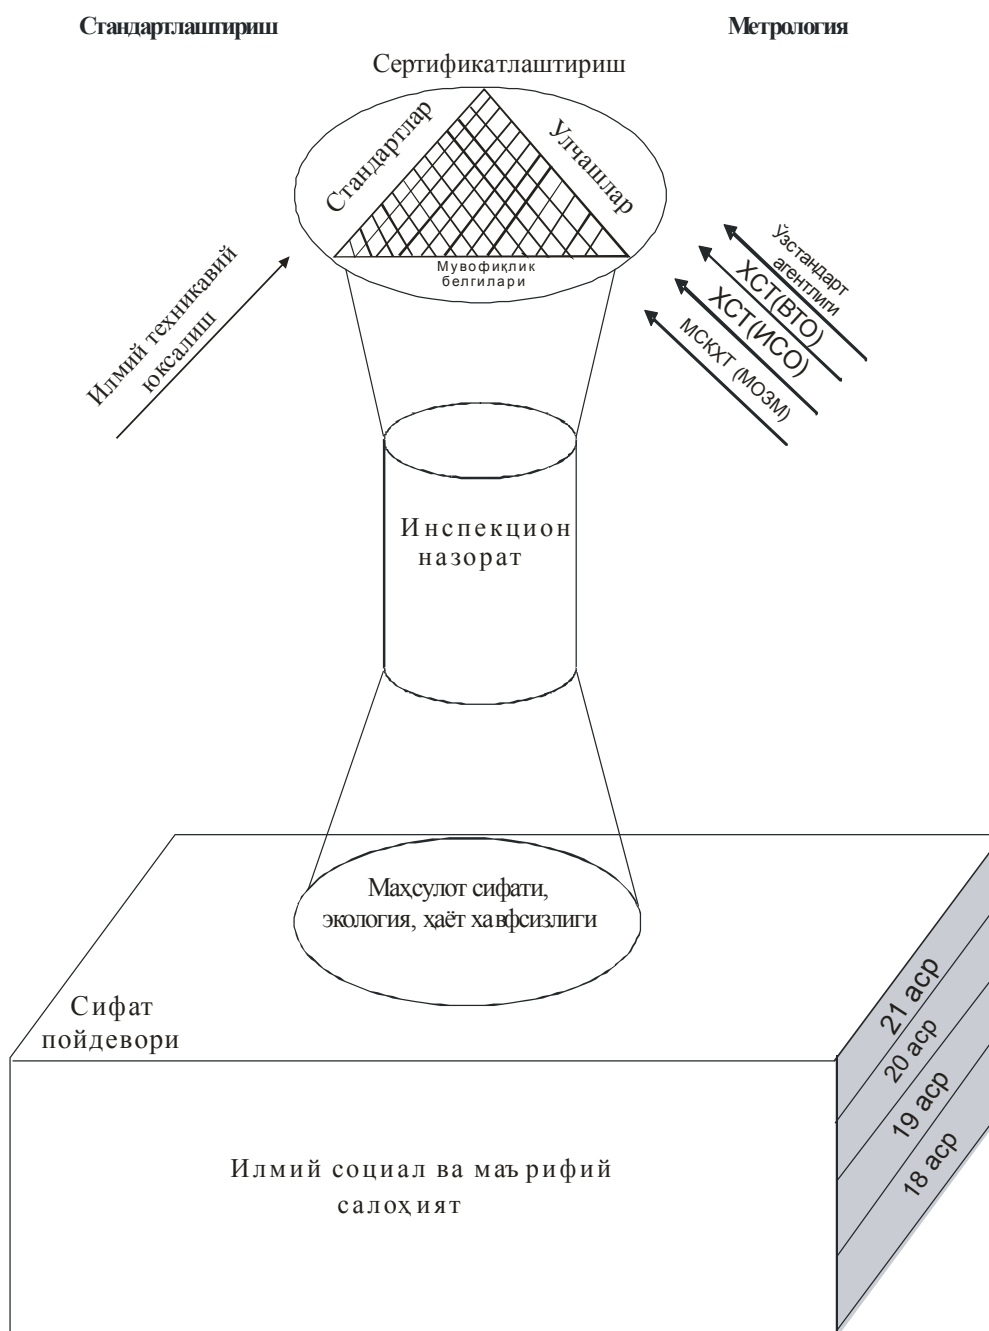 Стандартлаштириш
Метрология
Сертификатлаштириш
Стандартлар
Улчашлар
Мувофиқлик
белгилари
Илмий техникавий
юксалиш
Ўзстандарт
агентлиги
ХСТ(ВТО)
ХСТ(ИСО)
МСКХТ (МОЗМ)
Инспекцион
назорат
Маҳсулот сифати,
экология, ҳаёт хавфсизлиги
Сифат
пойдевори
21 аср
20 аср
19 аср
18 аср
Илмий социал ва маърифий
салоҳият